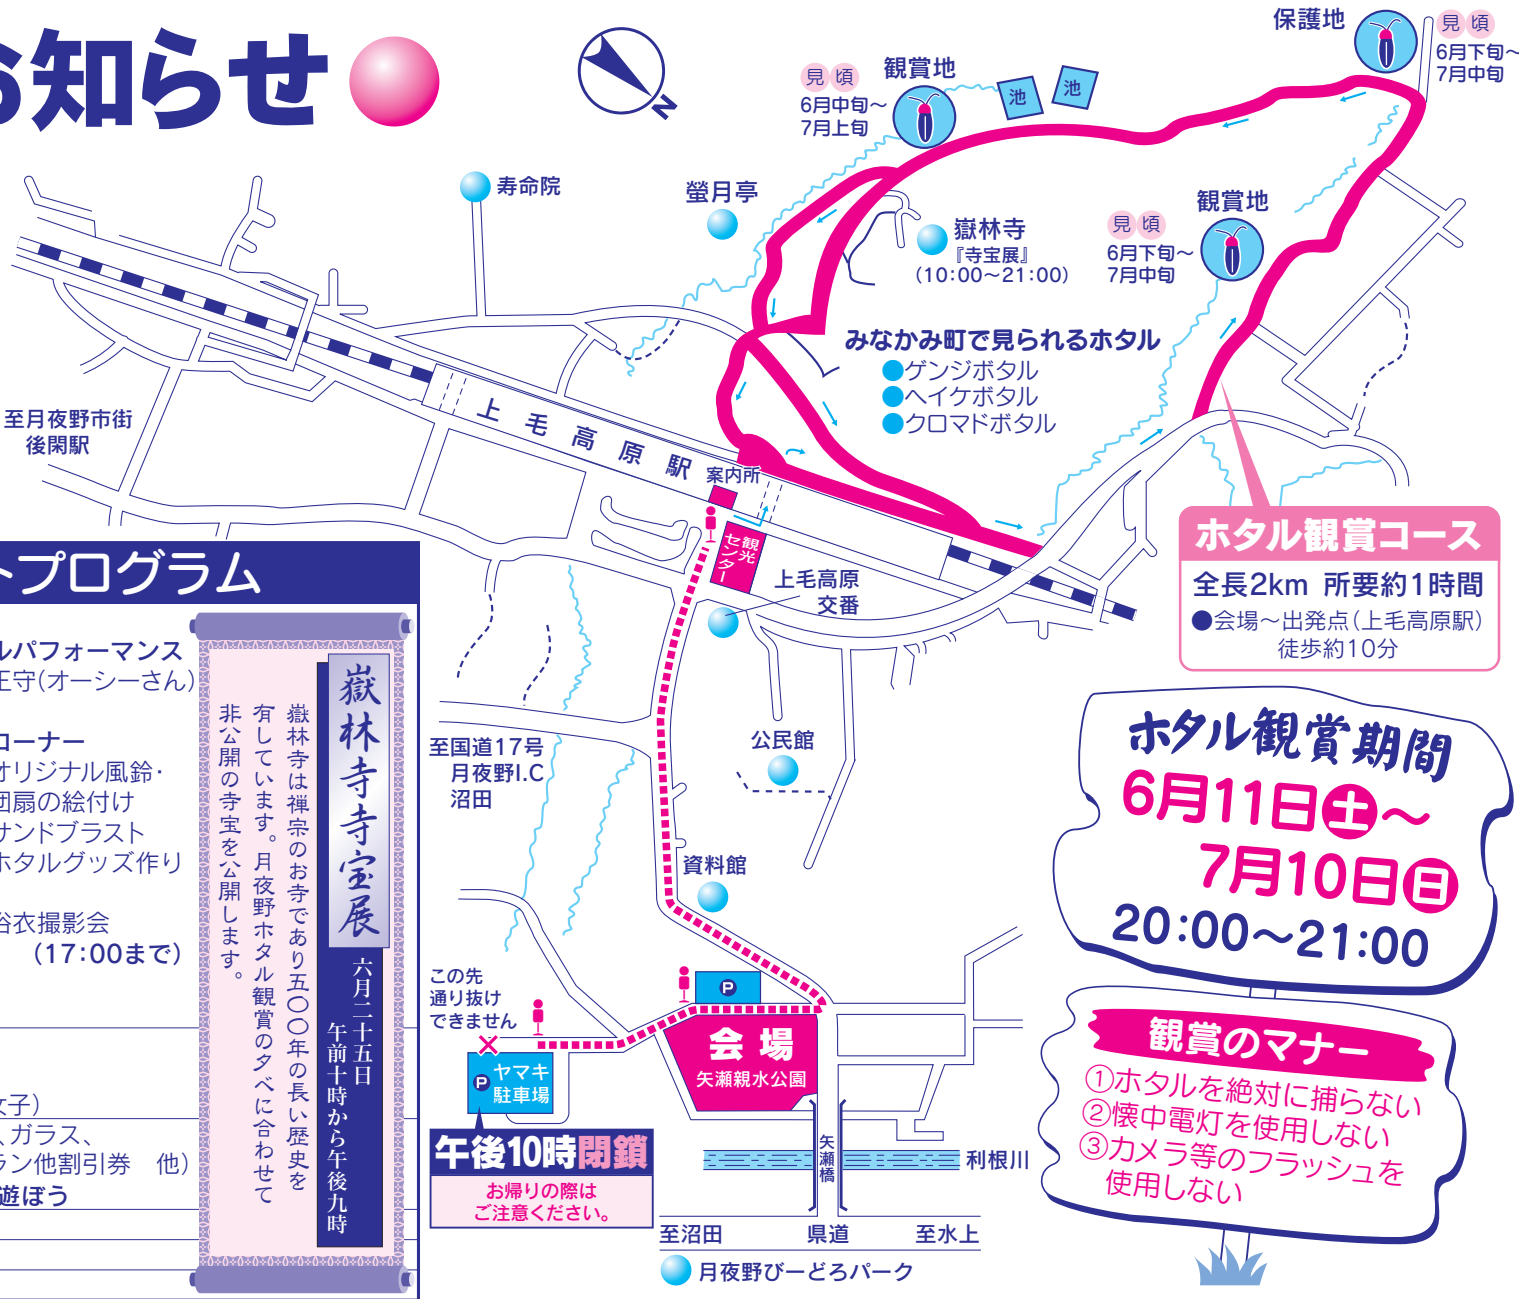 お知らせ
N
保護地
見頃
6月下旬～
7月中旬
観賞地
見頃
6月中旬～
7月上旬
池
池
寿命院
螢月亭
嶽林寺
『寺宝展』
(10:00～21:00)
観賞地
見頃
6月下旬～
7月中旬
みなかみ町で見られるホタル
●ゲンジボタル
●ヘイケボタル
●クロマドボタル
至月夜野市街
後閑駅
上毛高原駅
案内所
観光
センター
上毛高原
交番
ホタル観賞コース
全長2km 所要約1時間
●会場～出発点(上毛高原駅)
徒歩約10分
トプログラム
ルパフォーマンス
正守(オーシーさん)
コーナー
オリジナル風鈴・
団扇の絵付け
サンドブラスト
ホタルグッズ作り
浴衣撮影会
(17:00まで)
女子)
、ガラス、
ラン他割引券 他)
遊ぼう
嶽林寺寺宝展
六月二十五日
午前十時から午後九時
嶽林寺は禅宗のお寺であり五〇〇年の長い歴史を
有しています。月夜野ホタル観賞の夕べに合わせて
非公開の寺宝を公開します。
至国道17号
月夜野I.C
沼田
公民館
資料館
この先
通り抜け
できません
P
P
ヤマキ
駐車場
会場
矢瀬親水公園
午後10時閉鎖
お帰りの際は
ご注意ください。
矢瀬橋
利根川
至沼田
県道
至水上
月夜野びーどろパーク
ホタル観賞期間
6月11日土～
7月10日日
20:00～21:00
観賞のマナー
①ホタルを絶対に捕らない
②懐中電灯を使用しない
③カメラ等のフラッシュを
使用しない